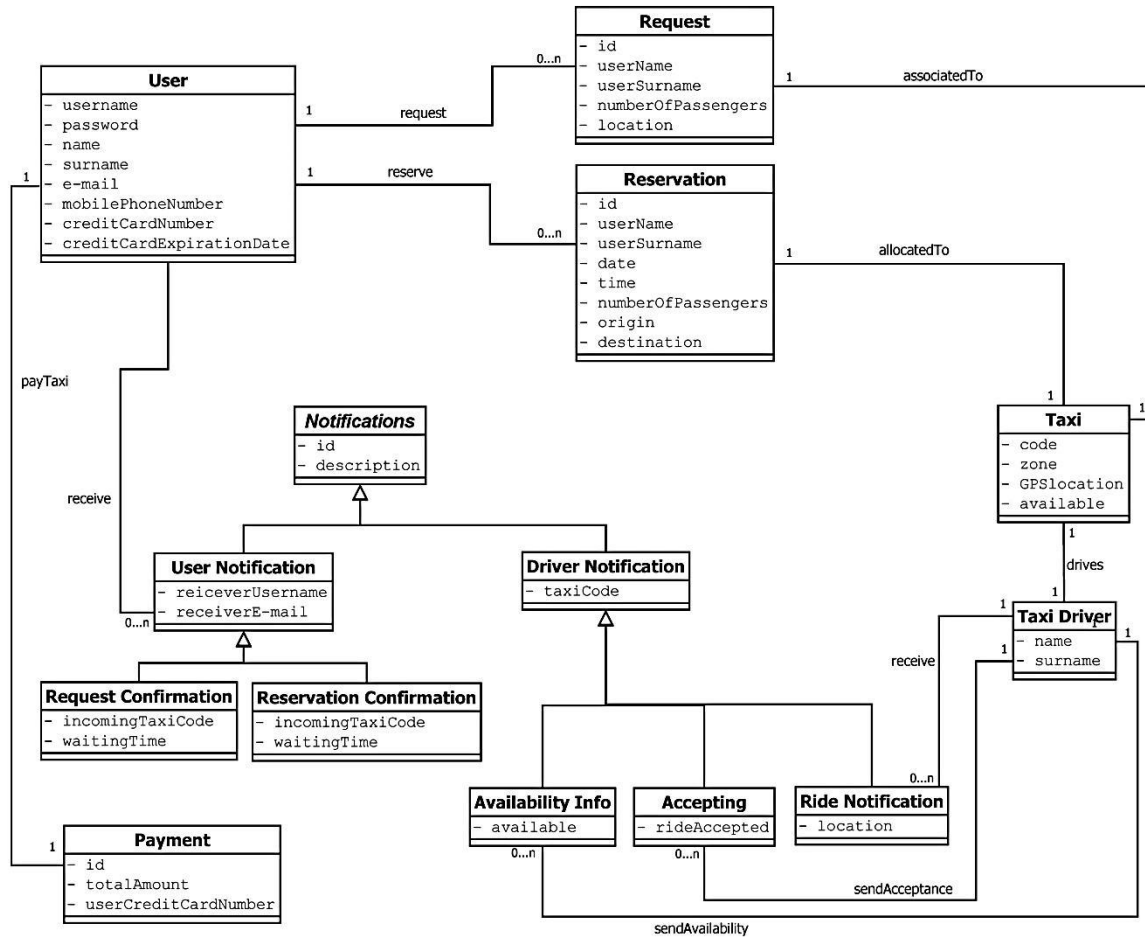 Request
- id
- userName
- userSurname
- numberOfPassengers
- location
0...n
1
associatedTo
User
- username
- password
- name
- surname
- e-mail
- mobilePhoneNumber
- creditCardNumber
- creditCardExpirationDate
1
request
1
reserve
0...n
1
Reservation
- id
- userName
- userSurname
- date
- time
- numberOfPassengers
- origin
- destination
1
allocatedTo
payTaxi
receive
Notifications
- id
- description
1
1
Taxi
- code
- zone
- GPSlocation
- available
1
drives
1
User Notification
- reiceverUsername
- receiverE-mail
0...n
Driver Notification
- taxiCode
Taxi Driver
- name
- surname
1
1
1
receive
Request Confirmation
- incomingTaxiCode
- waitingTime
Reservation Confirmation
- incomingTaxiCode
- waitingTime
0...n
Availability Info
- available
0...n
Accepting
- rideAccepted
0...n
Ride Notification
- location
1
Payment
- id
- totalAmount
- userCreditCardNumber
sendAcceptance
sendAvailability